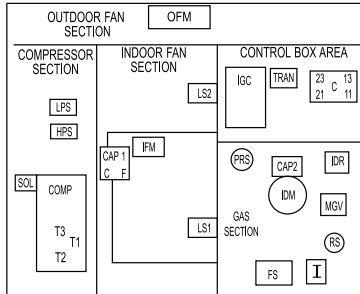 OUTDOOR FAN
SECTION
OFM
COMPRESSOR
SECTION
LPS
HPS
SOL
COMP
T3
T1
T2
INDOOR FAN
SECTION
LS2
IFM
CAP 1
C F
LS1
CONTROL BOX AREA
IGC
TRAN
23 13
C
21 11
PRS
CAP2
IDR
IDM
MGV
GAS
SECTION
RS
FS
I